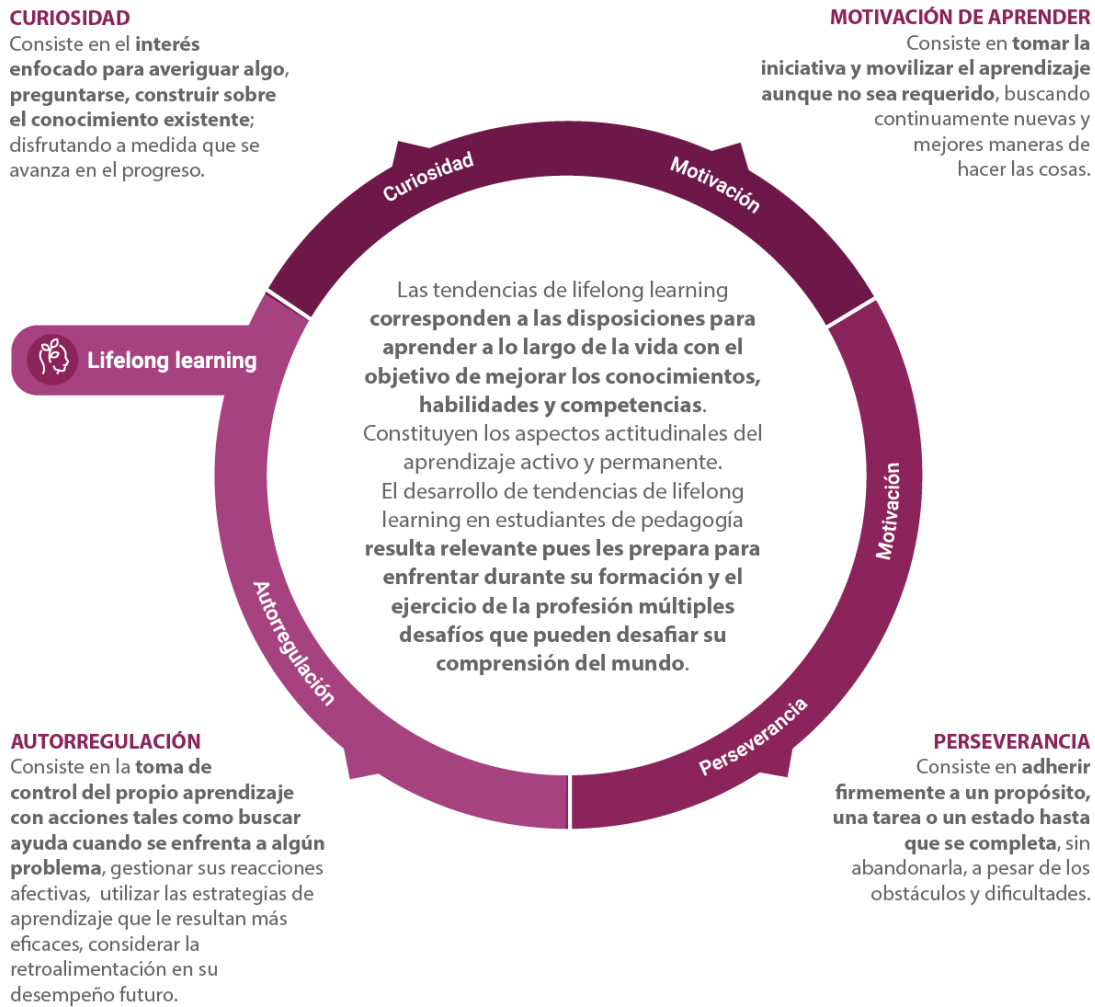 CURIOSIDAD
Consiste en el interés
enfocado para averiguar algo,
preguntarse, construir sobre
el conocimiento existente;
disfrutando a medida que se
avanza en el progreso.
MOTIVACIÓN DE APRENDER
Consiste en tomar la
iniciativa y movilizar el aprendizaje
aunque no sea requerido, buscando
continuamente nuevas y
mejores maneras de
hacer las cosas.
Curiosidad
Motivación
Lifelong learning
Las tendencias de lifelong learning
corresponden a las disposiciones para
aprender a lo largo de la vida con el
objetivo de mejorar los conocimientos,
habilidades y competencias.
Constituyen los aspectos actitudinales del
aprendizaje activo y permanente.
El desarrollo de tendencias de lifelong
learning en estudiantes de pedagogía
resulta relevante pues les prepara para
enfrentar durante su formación y el
ejercicio de la profesión múltiples
desafíos que pueden desafiar su
comprensión del mundo.
Motivación
Autorregulación
Perseverancia
AUTORREGULACIÓN
Consiste en la toma de
control del propio aprendizaje
con acciones tales como buscar
ayuda cuando se enfrenta a algún
problema, gestionar sus reacciones
afectivas, utilizar las estrategias de
aprendizaje que le resultan más
eficaces, considerar la
retroalimentación en su
desempeño futuro.
PERSEVERANCIA
Consiste en adherir
firmemente a un propósito,
una tarea o un estado hasta
que se completa, sin
abandonarla, a pesar de los
obstáculos y dificultades.